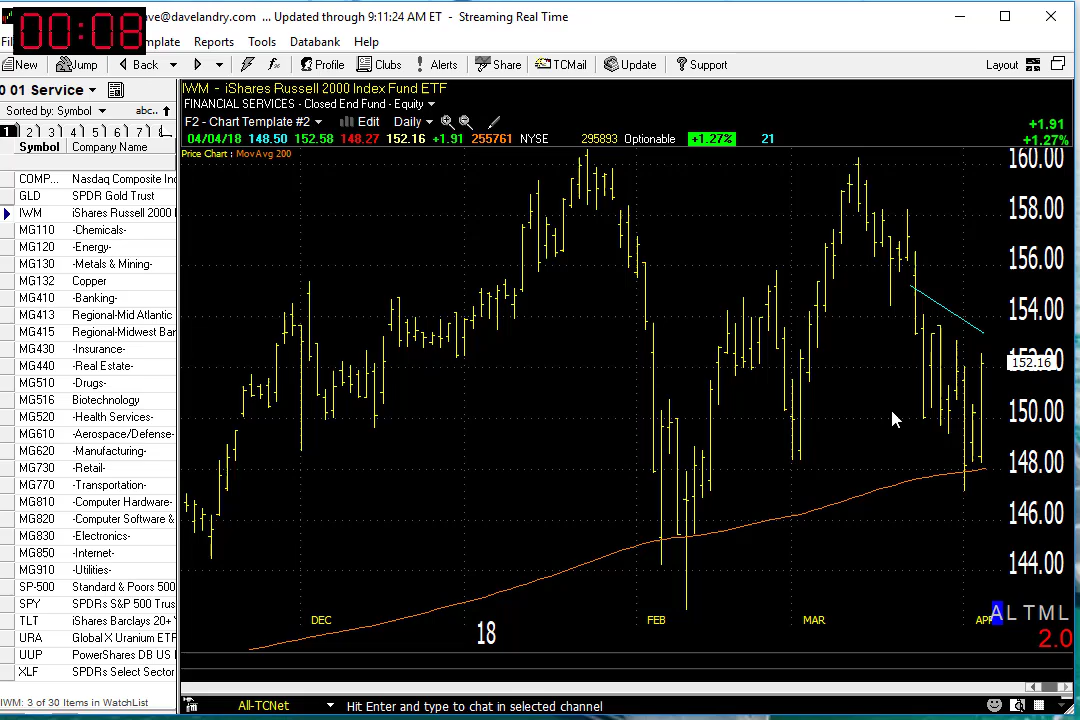 00:08
ave@davelandry.com ... Updated through 9:11:24 AM ET - Streaming Real Time
mplate Reports Tools Databank Help
New Jump Back Profile Clubs Alerts Share TCMail Update Support Layout
0 01 Service
Sorted by: Symbol abc..
1 2 3 4 5 6 7
Symbol Company Name
COMP... Nasdaq Composite Inc
GLD SPDR Gold Trust
IWM iShares Russell 2000
MG110 -Chemicals-
MG120 -Energy-
MG130 -Metals & Mining-
MG132 Copper
MG410 -Banking-
MG413 Regional-Mid Atlantic
MG415 Regional-Midwest Bar
MG430 -Insurance-
MG440 -Real Estate-
MG510 -Drugs-
MG516 Biotechnology
MG520 -Health Services-
MG610 -Aerospace/Defense-
MG620 -Manufacturing-
MG730 -Retail-
MG770 -Transportation-
MG810 -Computer Hardware-
MG820 -Computer Software &
MG830 -Electronics-
MG850 -Internet-
MG910 -Utilities-
SP-500 Standard & Poors 500
SPY SPDRs S&P 500 Trus
TLT iShares Barclays 20+
URA Global X Uranium ETF
UUP PowerShares DB US
XLF SPDRs Select Sector
IWM: 3 of 30 Items in WatchList
IWM - iShares Russell 2000 Index Fund ETF
FINANCIAL SERVICES - Closed End Fund - Equity
F2 - Chart Template #2 Edit Daily
04/04/18 148.50 152.58 148.27 152.16 +1.91 255761 NYSE 295893 Optionable +1.27% 21
+1.91
+1.27%
Price Chart : MovAvg 200
160.00
158.00
156.00
154.00
152.00
152.16
150.00
148.00
146.00
144.00
DEC 18 FEB MAR APR
A L T M L
2.0
All-TCNet Hit Enter and type to chat in selected channel